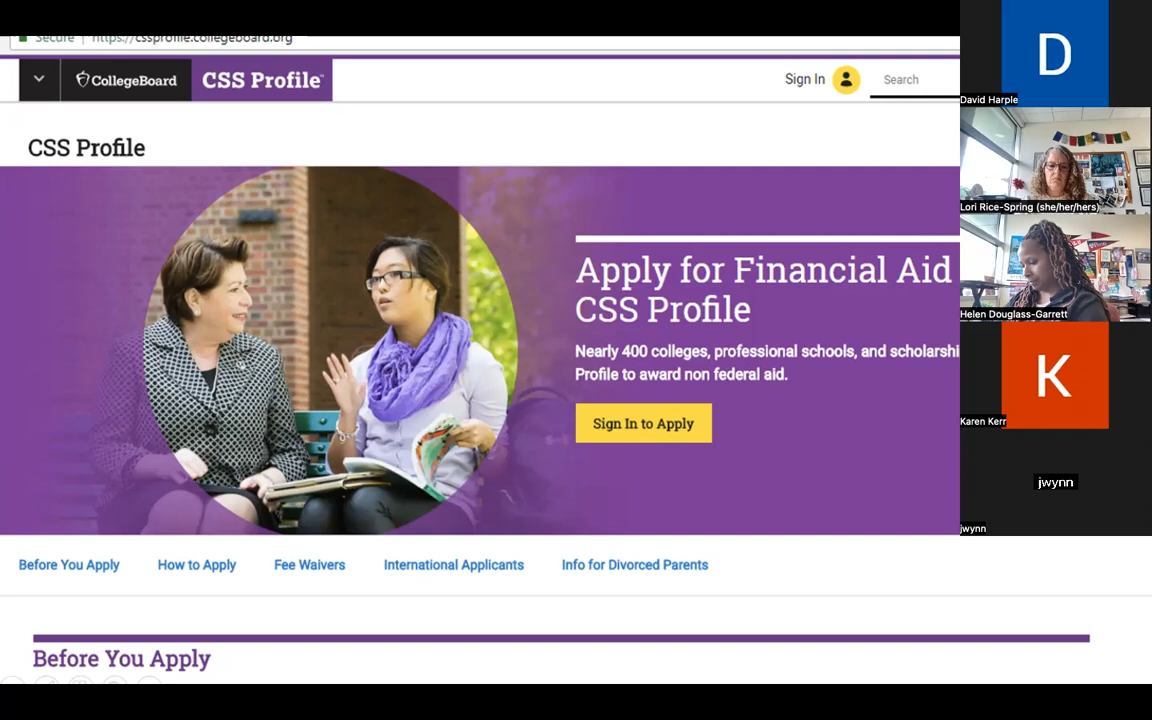 Secure https://cssprofile.collegeboard.org
CollegeBoard CSS Profile
Sign In Search
CSS Profile
Apply for Financial Aid
CSS Profile
Nearly 400 colleges, professional schools, and scholarshi
Profile to award non federal aid.
Sign In to Apply
Before You Apply How to Apply Fee Waivers International Applicants Info for Divorced Parents
Before You Apply
D
David Harple
Lori Rice-Spring (she/her/hers)
Helen Douglass-Garrett
K
Karen Kerr
jwynn
jwynn